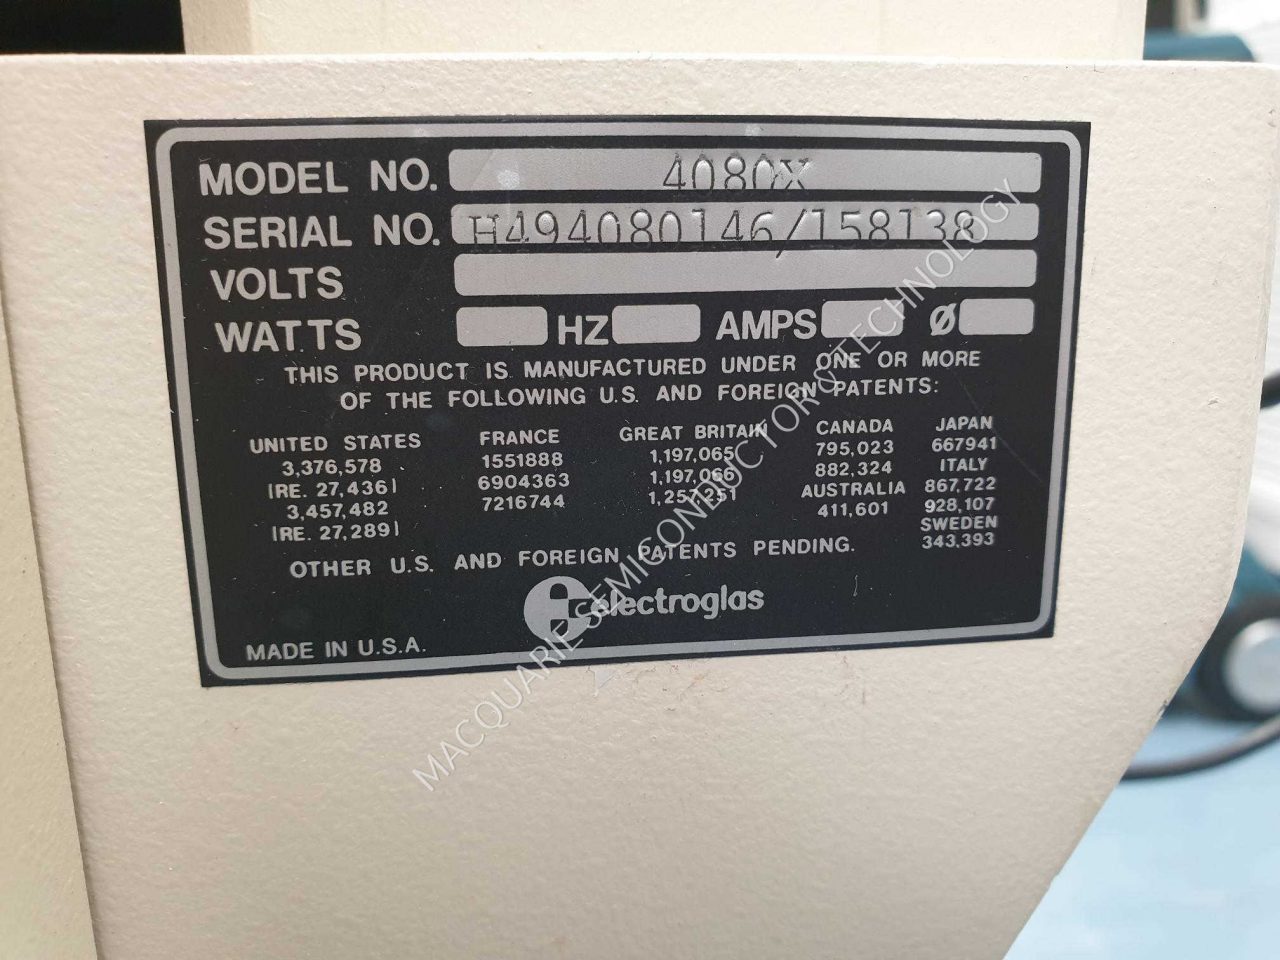 MODEL NO. 4080X
SERIAL NO. H494080146/158138
VOLTS
WATTS HZ AMPS Ø
THIS PRODUCT IS MANUFACTURED UNDER ONE OR MORE
OF THE FOLLOWING U.S. AND FOREIGN PATENTS:
UNITED STATES
3,376,578
(RE. 27,436)
3,457,482
(RE. 27,289)
FRANCE
1551888
6904363
7216744
GREAT BRITAIN
1,197,065
1,197,066
1,257,251
CANADA
795,023
882,324
AUSTRALIA
411,601
JAPAN
667941
ITALY
867,722
928,107
SWEDEN
343,393
OTHER U.S. AND FOREIGN PATENTS PENDING.
electroglas
MADE IN U.S.A.
MACQUARIE SEMICONDUCTOR & TECHNOLOGY